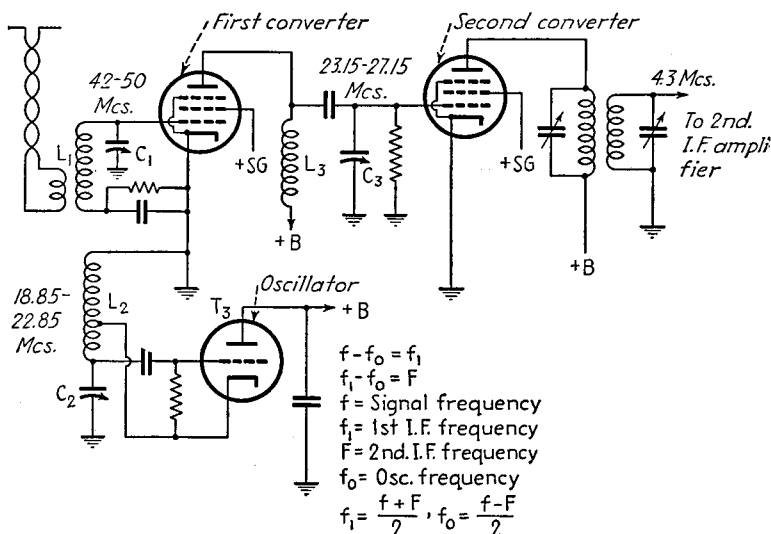 First converter
Second converter
42-50
Mcs.
23.15-27.15
Mcs.
4.3 Mcs.
To 2nd.
I.F. ampli
fier
L1
C1
+SG
L3
C3
+SG
+B
+B
18.85-
22.85
Mcs.
L2
T3
Oscillator
+B
C2
f-fo=f1
f1-fo=F
f=Signal frequency
f1=1st I.F. frequency
F=2nd. I.F. frequency
fo=Osc. frequency
f1= f+F/2 , fo= f-F/2